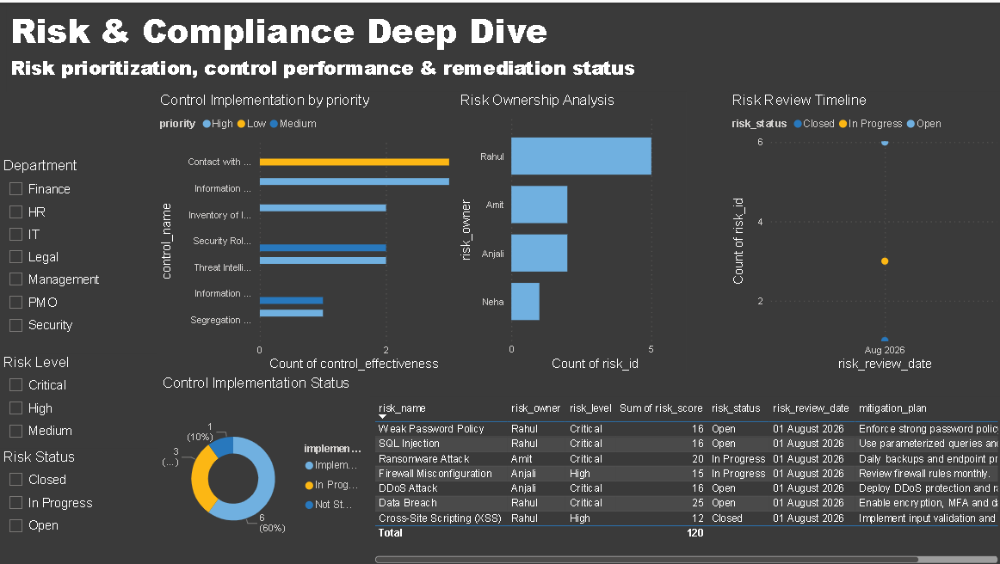 Risk & Compliance Deep Dive
Risk prioritization, control performance & remediation status
Department
Finance
HR
IT
Legal
Management
PMO
Security
Risk Level
Critical
High
Medium
Risk Status
Closed
In Progress
Open
Control Implementation by priority
priority High Low Medium
control_name
Contact with ...
Information ...
Inventory of I...
Security Rol...
Threat Intelli...
Information ...
Segregation ...
0 2
Count of control_effectiveness
Risk Ownership Analysis
risk_owner
Rahul
Amit
Anjali
Neha
0 5
Count of risk_id
Risk Review Timeline
risk_status Closed In Progress Open
Count of risk_id
6
4
2
Aug 2026
risk_review_date
Control Implementation Status
1
(10%)
3
(...)
6
(60%)
implemen...
Implem...
In Prog...
Not St...
risk_name risk_owner risk_level Sum of risk_score risk_status risk_review_date mitigation_plan
Weak Password Policy Rahul Critical 16 Open 01 August 2026 Enforce strong password polic
SQL Injection Rahul Critical 16 Open 01 August 2026 Use parameterized queries an
Ransomware Attack Amit Critical 20 In Progress 01 August 2026 Daily backups and endpoint pr
Firewall Misconfiguration Anjali High 15 In Progress 01 August 2026 Review firewall rules monthly.
DDoS Attack Anjali Critical 16 Open 01 August 2026 Deploy DDoS protection and r
Data Breach Rahul Critical 25 Open 01 August 2026 Enable encryption, MFA and d
Cross-Site Scripting (XSS) Rahul High 12 Closed 01 August 2026 Implement input validation and
Total 120